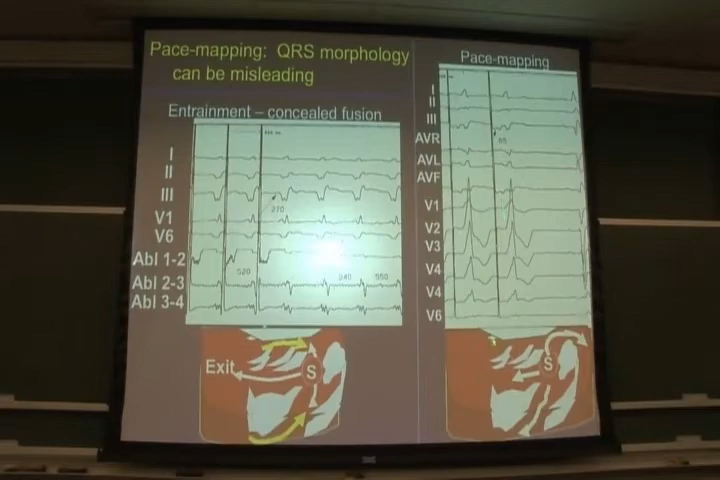 Pace-mapping: QRS morphology
can be misleading
Entrainment – concealed fusion
I
II
III
V1
V6
Abl 1-2
Abl 2-3
Abl 3-4
270
520
540
550
Exit
S
Pace-mapping
I
II
III
AVR
AVL
AVF
V1
V2
V3
V4
V4
V6
S